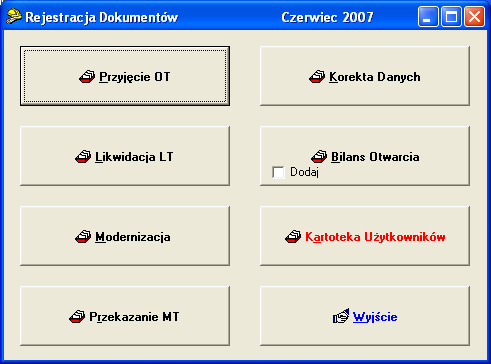 Rejestracja Dokumentów Czerwiec 2007
Przyjęcie OT
Korekta Danych
Likwidacja LT
Bilans Otwarcia
Dodaj
Modernizacja
Kartoteka Użytkowników
Przekazanie MT
Wyjście